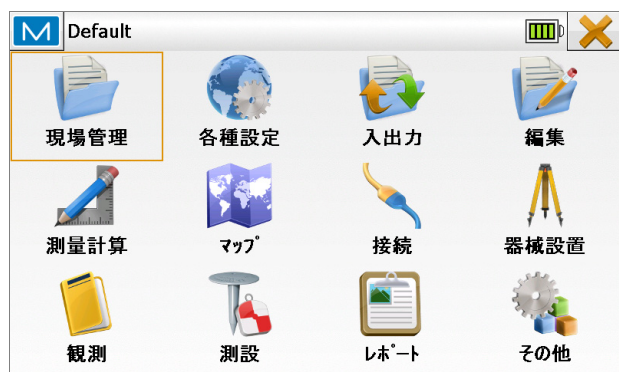 M Default
現場管理 各種設定 入出力 編集
測量計算 ﾏｯﾌﾟ 接続 器械設置
観測 測設 ﾚﾎﾟｰﾄ その他